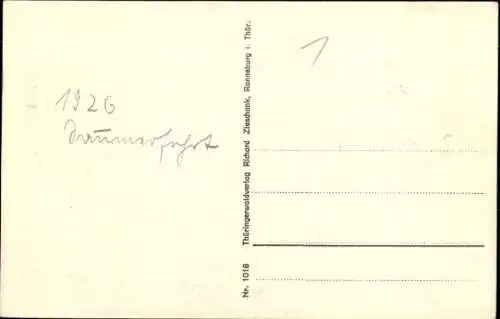 1926
1
Nr. 1018 Thüringerwaldverlag Richard Zieschank, Ronneburg i. Thür.